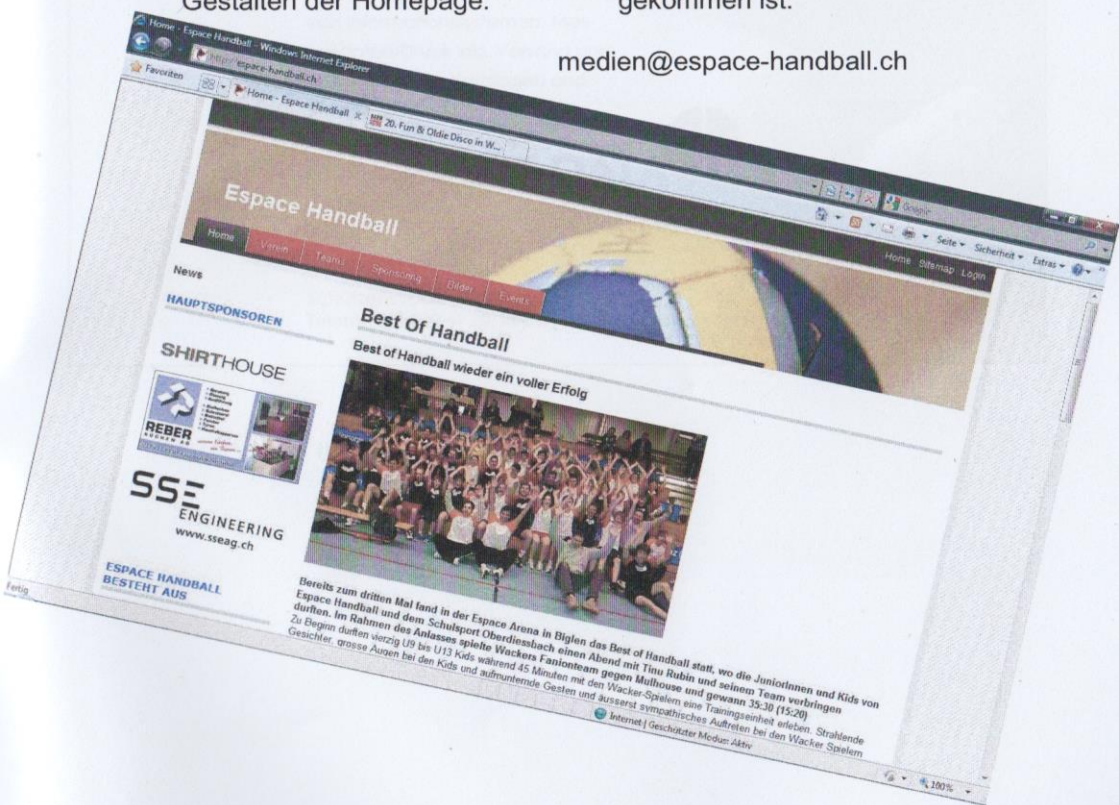 Gestalten der Homepage.
gekommen ist.
medien@espace-handball.ch
Home - Espace Handball - Windows Internet Explorer
http://espace-handball.ch
Google
Favoriten
Home - Espace Handball
20. Fun & Oldie Disco in W...
Seite
Sicherheit
Extras
Home Sitemap Login
Espace Handball
Home
Verein
Teams
Sponsoring
Bilder
Events
News
HAUPTSPONSOREN
SHIRTHOUSE
REBER
KÜCHEN AG
SSE
ENGINEERING
www.sseag.ch
ESPACE HANDBALL
BESTEHT AUS
Best Of Handball
Best of Handball wieder ein voller Erfolg
Bereits zum dritten Mal fand in der Espace Arena in Biglen das Best of Handball statt, wo die JuniorInnen und Kids von
Espace Handball und dem Schulsport Oberdiessbach einen Abend mit Tinu Rubin und seinem Team verbringen
durften. Im Rahmen des Anlasses spielte Wackers Fanionteam gegen Mulhouse und gewann 35:30 (15:20)
Zu Beginn durften vierzig U9 bis U13 Kids während 45 Minuten mit den Wacker-Spielern eine Trainingseinheit erleben. Strahlende
Gesichter, grosse Augen bei den Kids und aufmunternde Gesten und äusserst sympathisches Auftreten bei den Wacker Spielern
Fertig
Internet | Geschützter Modus: Aktiv
100%